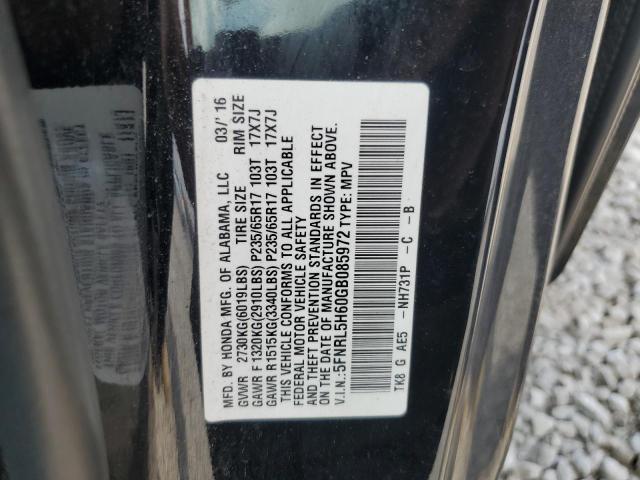 MFD. BY HONDA MFG. OF ALABAMA, LLC 03/'16
GVWR 2730KG(6019LBS) TIRE SIZE RIM SIZE
GAWR F 1320KG(2910LBS) P235/65R17 103T 17X7J
GAWR R 1515KG(3340LBS) P235/65R17 103T 17X7J
THIS VEHICLE CONFORMS TO ALL APPLICABLE
FEDERAL MOTOR VEHICLE SAFETY
AND THEFT PREVENTION STANDARDS IN EFFECT
ON THE DATE OF MANUFACTURE SHOWN ABOVE.
V.I.N.:5FNRL5H60GB085972 TYPE: MPV
TK8 G AE5 -NH731P -C -B